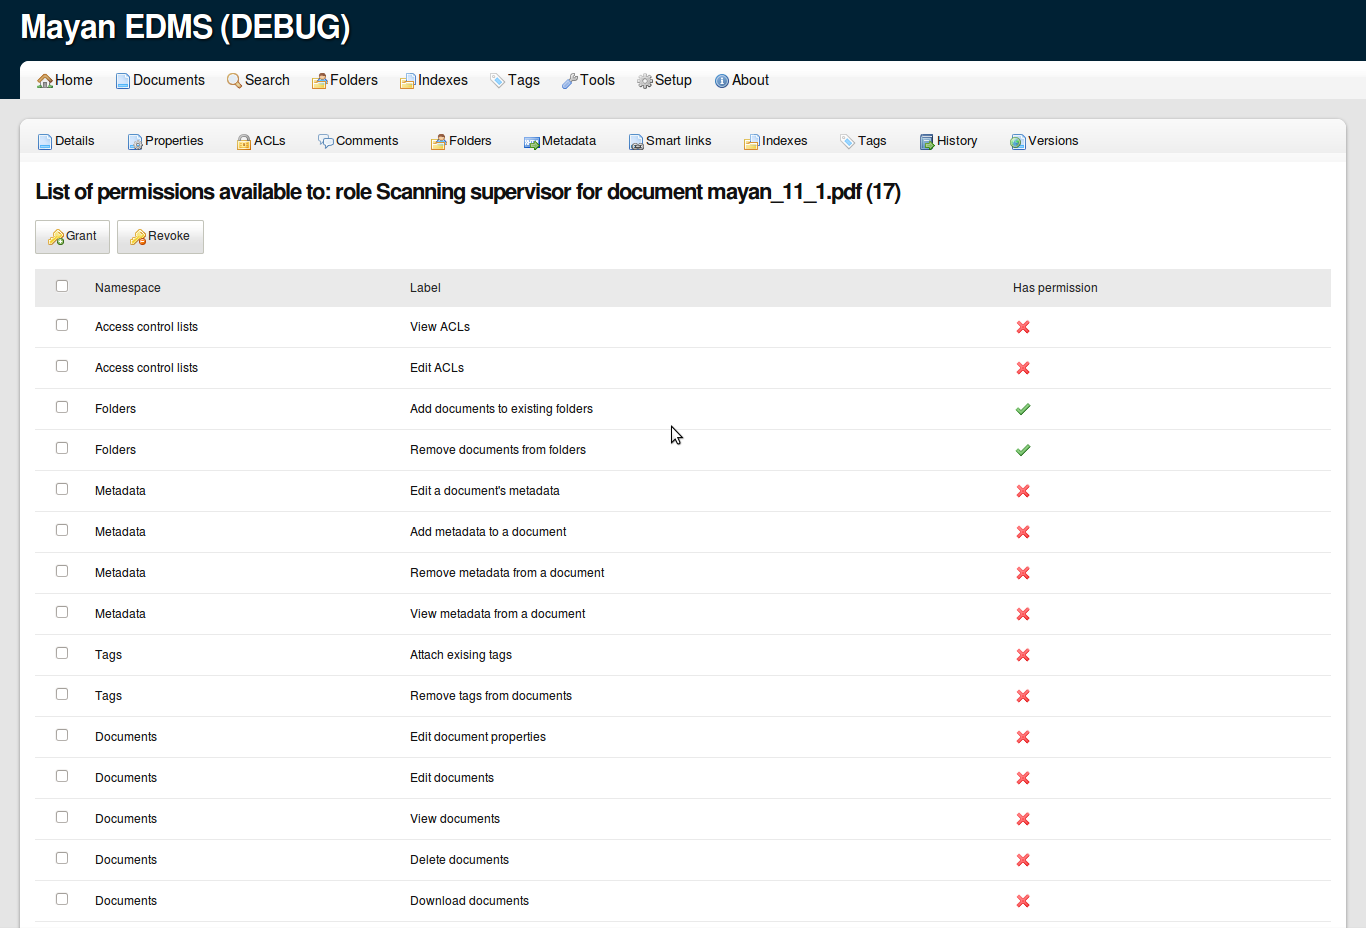 Mayan EDMS (DEBUG)
Home Documents Search Folders Indexes Tags Tools Setup About
Details Properties ACLs Comments Folders Metadata Smart links Indexes Tags History Versions
List of permissions available to: role Scanning supervisor for document mayan_11_1.pdf (17)
Grant Revoke
Namespace Label Has permission
Access control lists View ACLs
Access control lists Edit ACLs
Folders Add documents to existing folders
Folders Remove documents from folders
Metadata Edit a document's metadata
Metadata Add metadata to a document
Metadata Remove metadata from a document
Metadata View metadata from a document
Tags Attach exising tags
Tags Remove tags from documents
Documents Edit document properties
Documents Edit documents
Documents View documents
Documents Delete documents
Documents Download documents